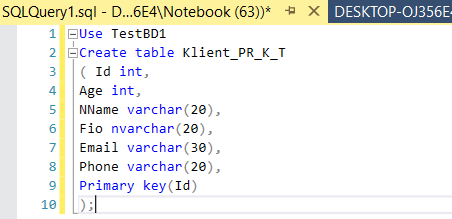 SQLQuery1.sql - D...6E4\Notebook (63))* DESKTOP-OJ356E
1 Use TestBD1
2 Create table Klient_PR_K_T
3 ( Id int,
4 Age int,
5 NName varchar(20),
6 Fio nvarchar(20),
7 Email varchar(30),
8 Phone varchar(20),
9 Primary key(Id)
10 );